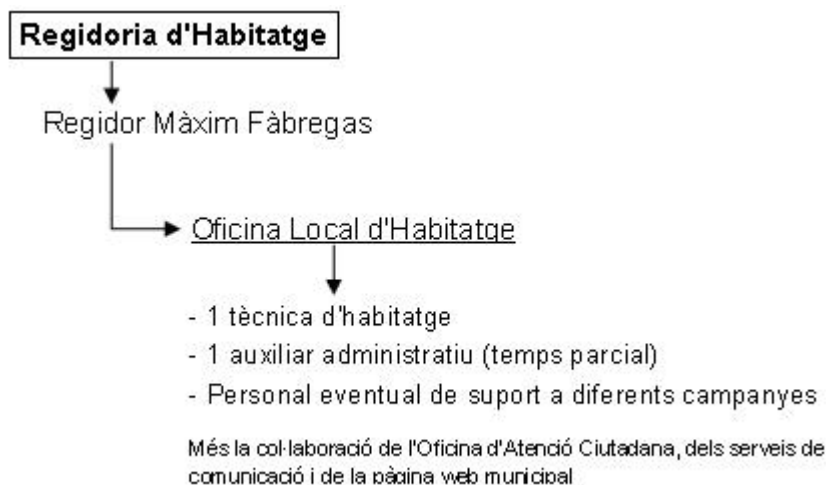 Regidoria d'Habitatge
Regidor Màxim Fàbregas
Oficina Local d'Habitatge
- 1 tècnica d'habitatge
- 1 auxiliar administratiu (temps parcial)
- Personal eventual de suport a diferents campanyes
Més la col·laboració de l'Oficina d'Atenció Ciutadana, dels serveis de
comunicació i de la pàgina web municipal